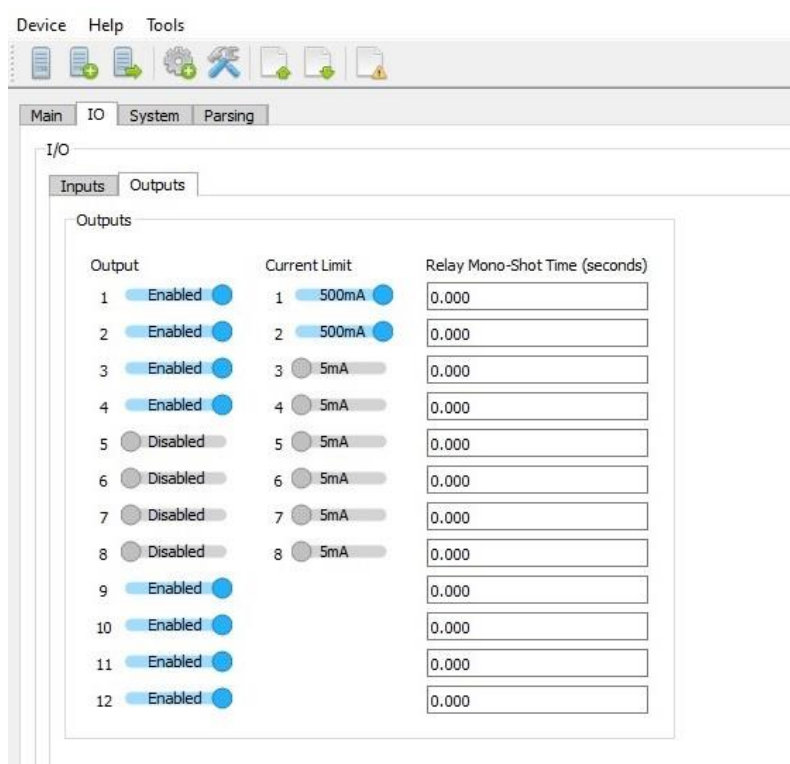 Device Help Tools
Main IO System Parsing
I/O
Inputs Outputs
Outputs
Output Current Limit Relay Mono-Shot Time (seconds)
1 Enabled 1 500mA 0.000
2 Enabled 2 500mA 0.000
3 Enabled 3 5mA 0.000
4 Enabled 4 5mA 0.000
5 Disabled 5 5mA 0.000
6 Disabled 6 5mA 0.000
7 Disabled 7 5mA 0.000
8 Disabled 8 5mA 0.000
9 Enabled 0.000
10 Enabled 0.000
11 Enabled 0.000
12 Enabled 0.000